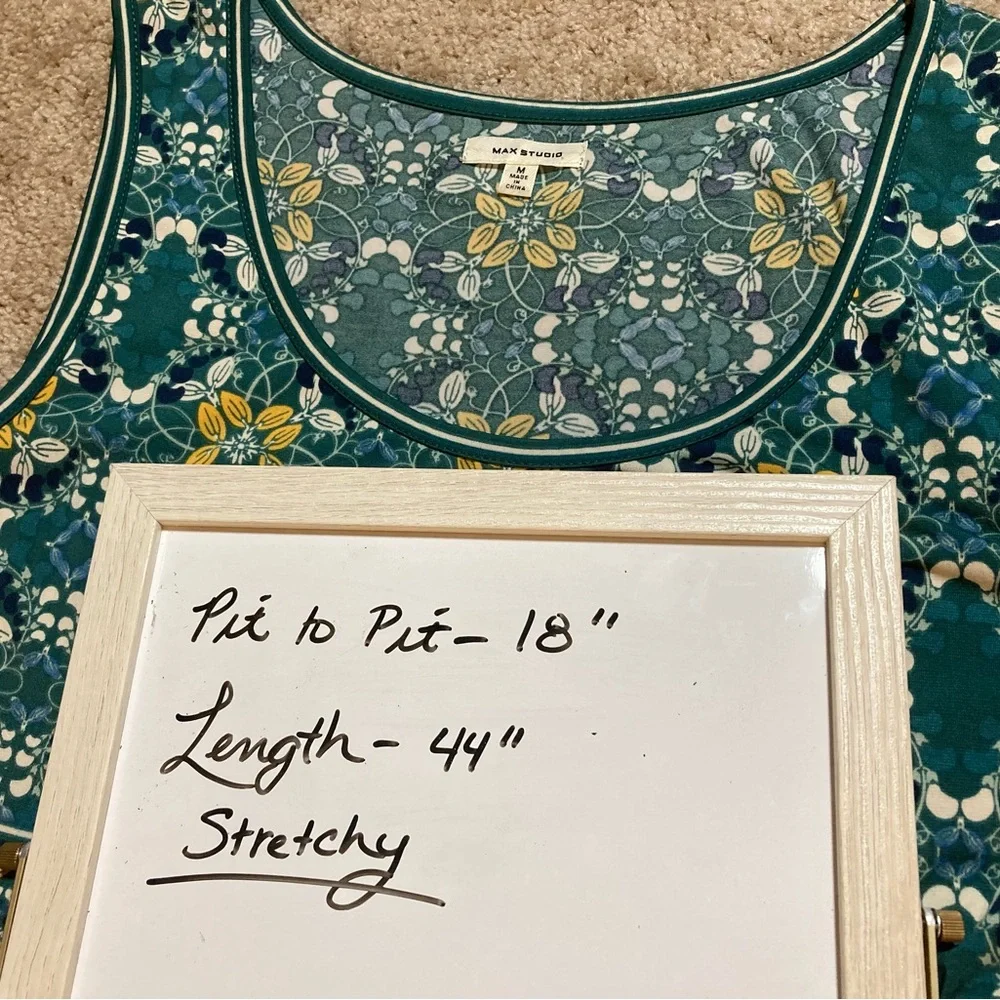 MAX STUDIO
M
MADE
IN
CHINA
Pit to Pit - 18"
Length - 44"
Stretchy